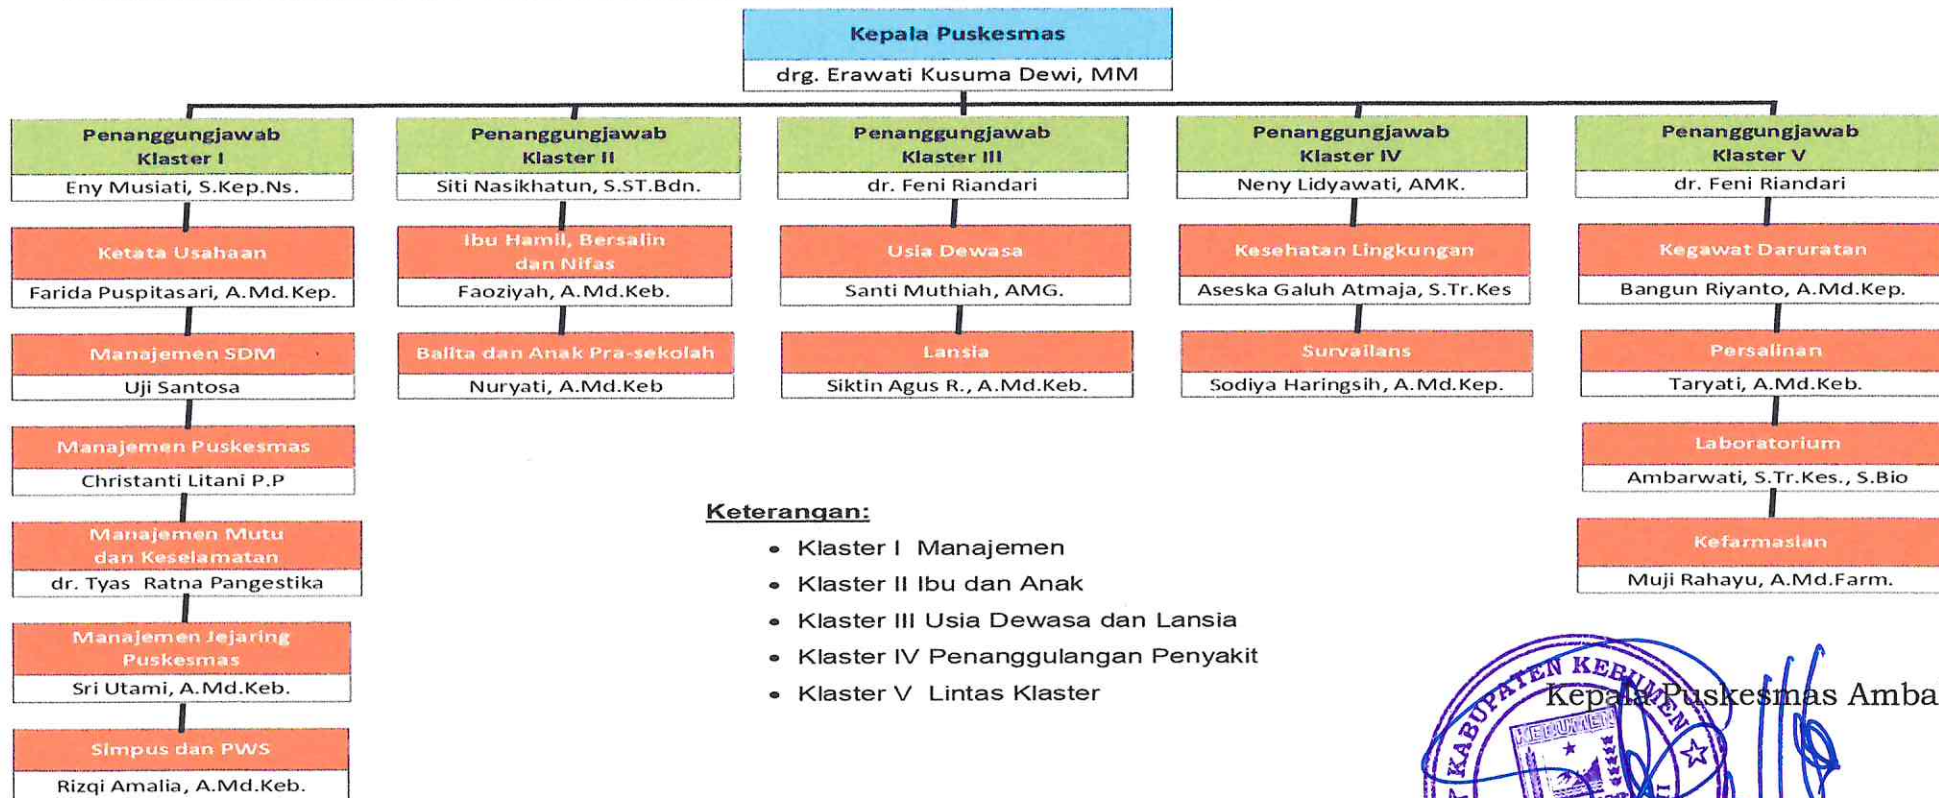 Kepala Puskesmas
drg. Erawati Kusuma Dewi, MM
Penanggungjawab
Klaster I
Eny Musiati, S.Kep.Ns.
Ketata Usahaan
Farida Puspitasari, A.Md.Kep.
Manajemen SDM
Uji Santosa
Manajemen Puskesmas
Christanti Litani P.P
Manajemen Mutu
dan Keselamatan
dr. Tyas Ratna Pangestika
Manajemen Jejaring
Puskesmas
Sri Utami, A.Md.Keb.
Simpus dan PWS
Rizqi Amalia, A.Md.Keb.
Penanggungjawab
Klaster II
Siti Nasikhatun, S.ST.Bdn.
Ibu Hamil, Bersalin
dan Nifas
Faoziyah, A.Md.Keb.
Balita dan Anak Pra-sekolah
Nuryati, A.Md.Keb
Penanggungjawab
Klaster III
dr. Feni Riandari
Usia Dewasa
Santi Muthiah, AMG.
Lansia
Siktin Agus R., A.Md.Keb.
Penanggungjawab
Klaster IV
Neny Lidyawati, AMK.
Kesehatan Lingkungan
Aseska Galuh Atmaja, S.Tr.Kes
Survailans
Sodiya Haringsih, A.Md.Kep.
Penanggungjawab
Klaster V
dr. Feni Riandari
Kegawat Daruratan
Bangun Riyanto, A.Md.Kep.
Persalinan
Taryati, A.Md.Keb.
Laboratorium
Ambarwati, S.Tr.Kes., S.Bio
Kefarmasian
Muji Rahayu, A.Md.Farm.
Keterangan:
• Klaster I Manajemen
• Klaster II Ibu dan Anak
• Klaster III Usia Dewasa dan Lansia
• Klaster IV Penanggulangan Penyakit
• Klaster V Lintas Klaster
Kepala Puskesmas Ambal
KABUPATEN KEBUMEN
KEBUMEN